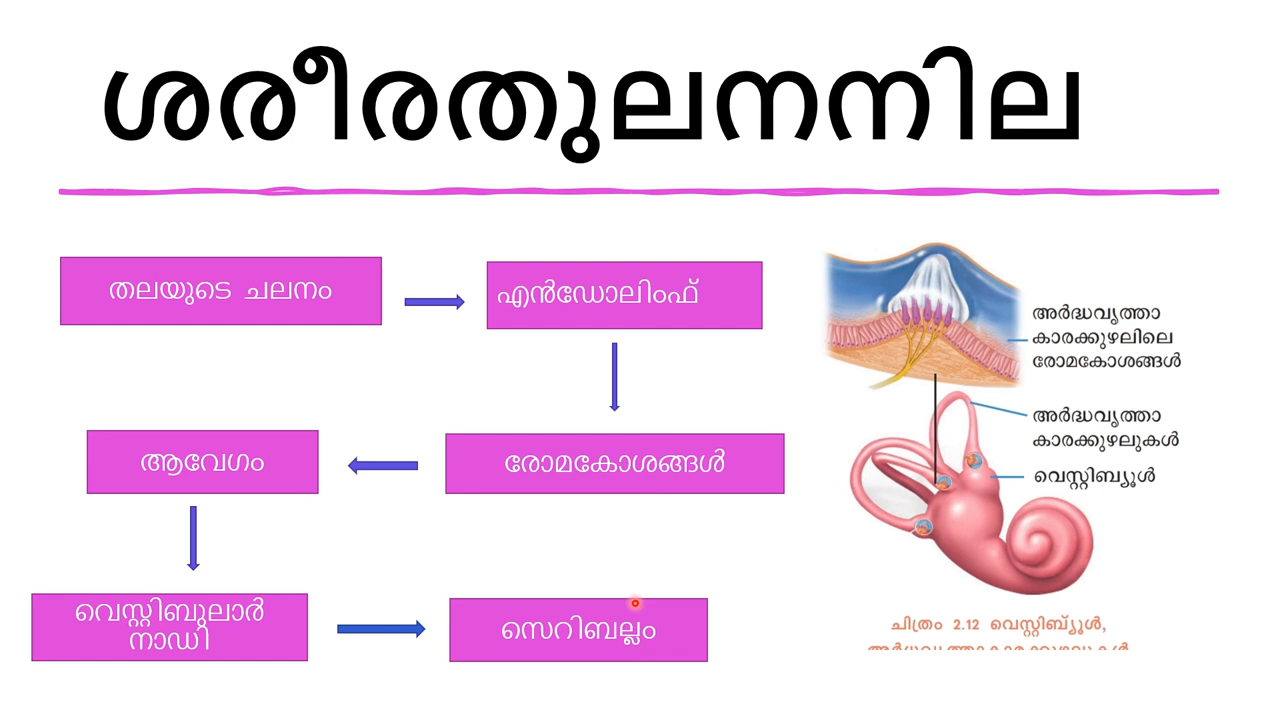 ശരീരതുലനനില
തലയുടെ ചലനം
എൻഡോലിംഫ്
ആവേഗം
രോമകോശങ്ങൾ
വെസ്റ്റിബുലാർ
നാഡി
സെറിബല്ലം
അർദ്ധവൃത്താ
കാരക്കുഴലിലെ
രോമകോശങ്ങൾ
അർദ്ധവൃത്താ
കാരക്കുഴലുകൾ
വെസ്റ്റിബ്യൂൾ
ചിത്രം 2.12 വെസ്റ്റിബ്യൂൾ,